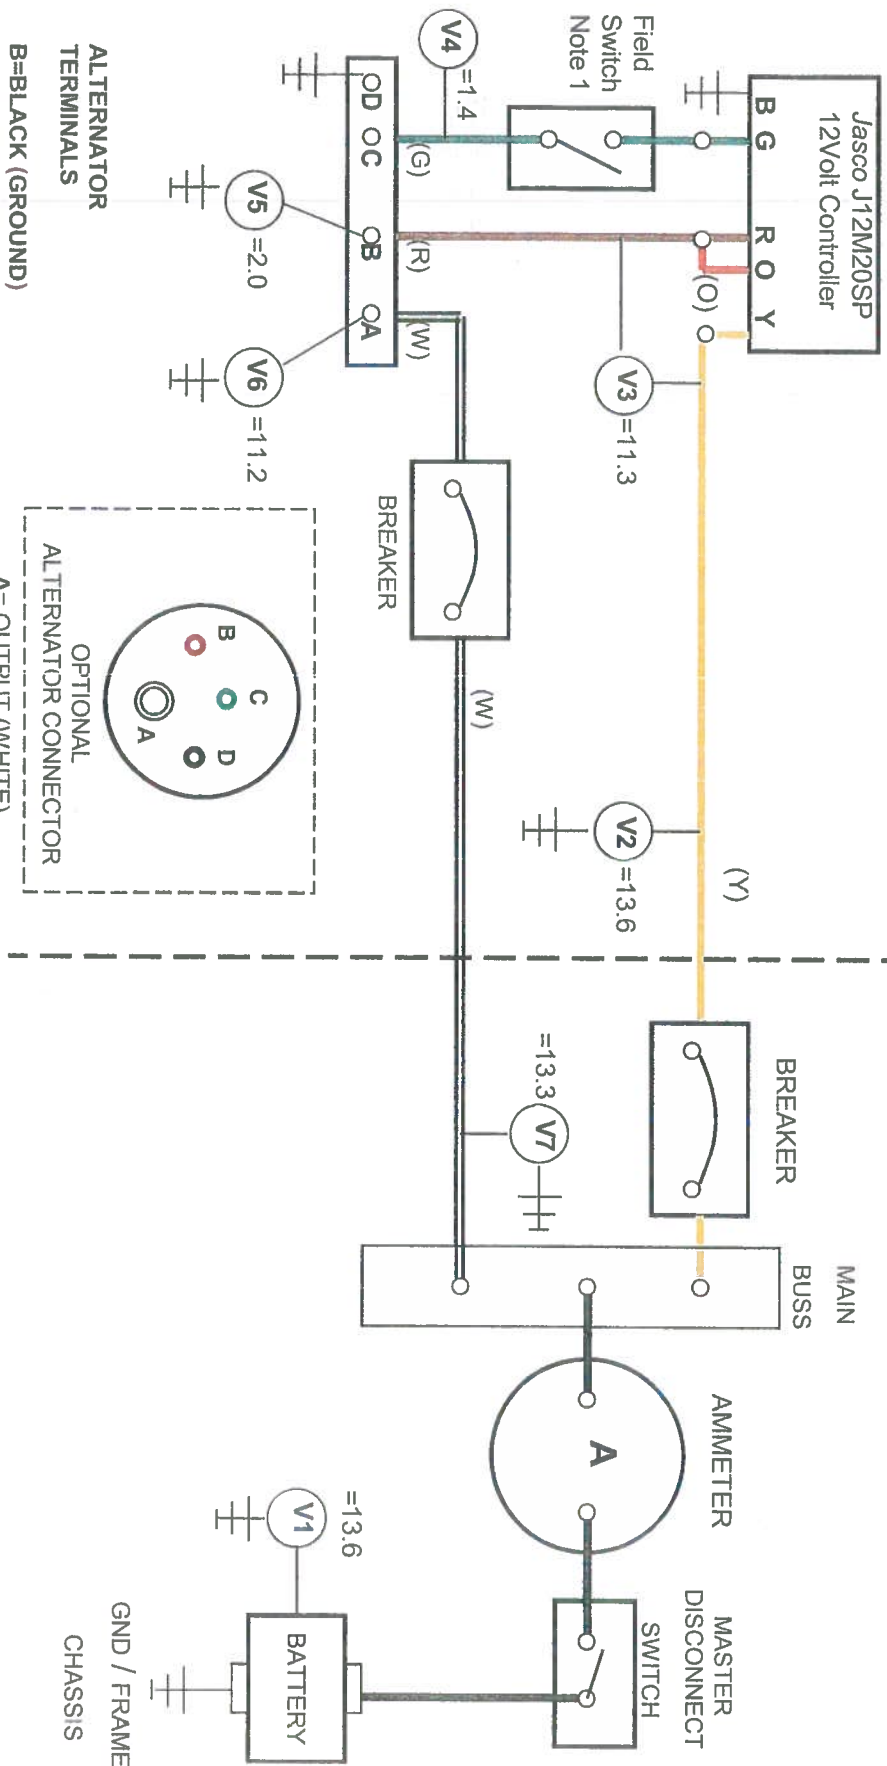 Jasco J12M20SP
12Volt Controller
B G R O Y
Field
Switch
Note 1
V4
=1.4
(G)
(R)
(W)
(O)
V3
=11.3
D C B A
V5
=2.0
V6
=11.2
ALTERNATOR
TERMINALS
B=BLACK (GROUND)
BREAKER
(W)
V2
=13.6
(Y)
B
C
D
A
OPTIONAL
ALTERNATOR CONNECTOR
A= OUTPUT (WHITE)
BREAKER
=13.3
V7
MAIN
BUSS
AMMETER
A
MASTER
DISCONNECT
SWITCH
=13.6
V1
BATTERY
GND / FRAME
CHASSIS